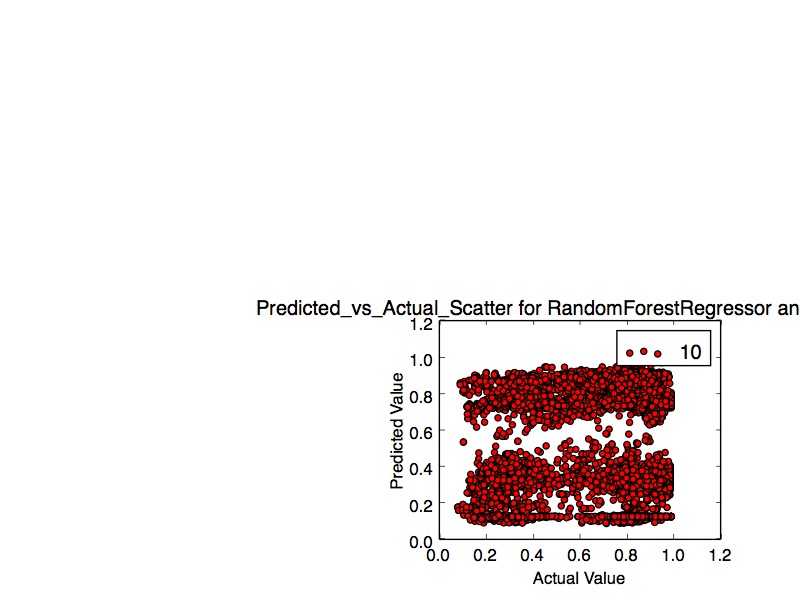 Predicted_vs_Actual_Scatter for RandomForestRegressor an
1.2
10
1.0
0.8
Predicted Value
0.6
0.4
0.2
0.0
0.0 0.2 0.4 0.6 0.8 1.0 1.2
Actual Value